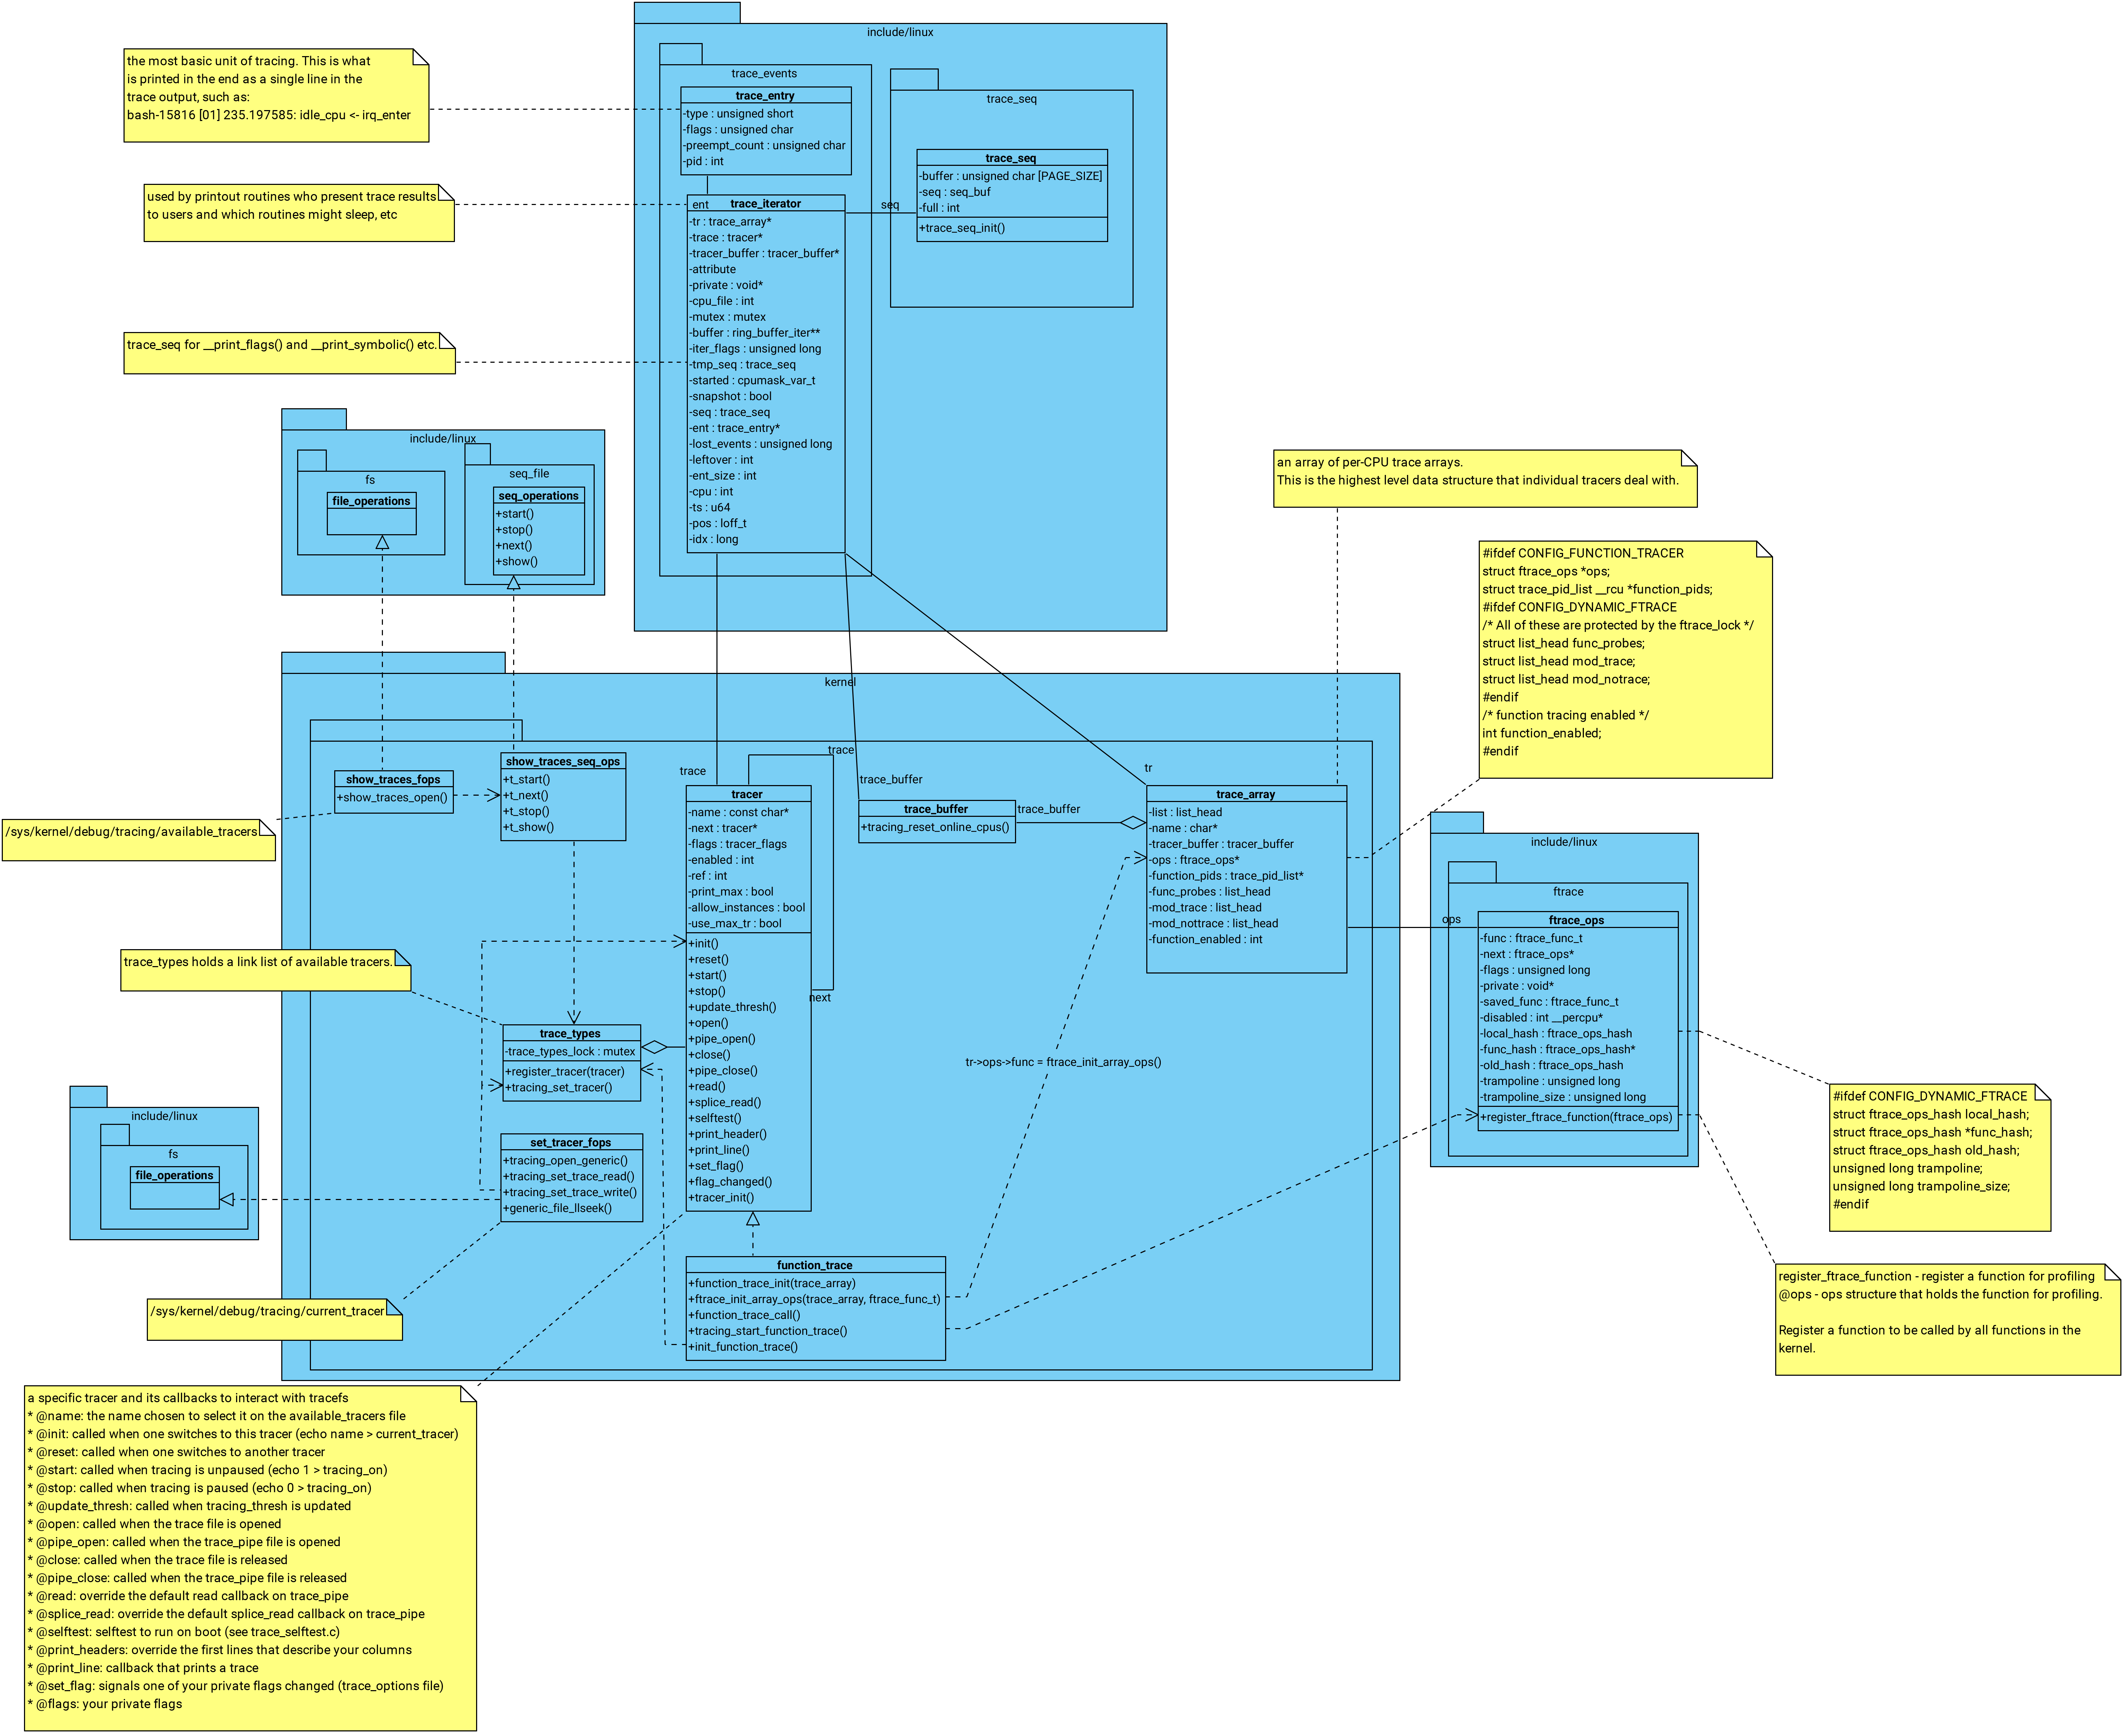 include/linux
the most basic unit of tracing. This is what
is printed in the end as a single line in the
trace output, such as:
bash-15816 [01] 235.197585: idle_cpu <- irq_enter
trace_events
trace_entry
-type : unsigned short
-flags : unsigned char
-preempt_count : unsigned char
-pid : int
trace_seq
trace_seq
-buffer : unsigned char [PAGE_SIZE]
-seq : seq_buf
-full : int
+trace_seq_init()
used by printout routines who present trace results
to users and which routines might sleep, etc
ent
seq
trace_iterator
-tr : trace_array*
-trace : tracer*
-tracer_buffer : tracer_buffer*
-attribute
-private : void*
-cpu_file : int
-mutex : mutex
-buffer : ring_buffer_iter**
-iter_flags : unsigned long
-tmp_seq : trace_seq
-started : cpumask_var_t
-snapshot : bool
-seq : trace_seq
-ent : trace_entry*
-lost_events : unsigned long
-leftover : int
-ent_size : int
-cpu : int
-ts : u64
-pos : loff_t
-idx : long
trace_seq for __print_flags() and __print_symbolic() etc.
include/linux
fs
file_operations
seq_file
seq_operations
+start()
+stop()
+next()
+show()
an array of per-CPU trace arrays.
This is the highest level data structure that individual tracers deal with.
#ifdef CONFIG_FUNCTION_TRACER
struct ftrace_ops *ops;
struct trace_pid_list __rcu *function_pids;
#ifdef CONFIG_DYNAMIC_FTRACE
/* All of these are protected by the ftrace_lock */
struct list_head func_probes;
struct list_head mod_trace;
struct list_head mod_notrace;
#endif
/* function tracing enabled */
int function_enabled;
#endif
kernel
trace
show_traces_fops
+show_traces_open()
show_traces_seq_ops
+t_start()
+t_next()
+t_stop()
+t_show()
/sys/kernel/debug/tracing/available_tracers
trace
tracer
-name : const char*
-next : tracer*
-flags : tracer_flags
-enabled : int
-ref : int
-print_max : bool
-allow_instances : bool
-use_max_tr : bool
+init()
+reset()
+start()
+stop()
+update_thresh()
+open()
+pipe_open()
+close()
+pipe_close()
+read()
+splice_read()
+selftest()
+print_header()
+print_line()
+set_flag()
+flag_changed()
+tracer_init()
next
trace_buffer
trace_buffer
+tracing_reset_online_cpus()
trace_buffer
tr
trace_array
-list : list_head
-name : char*
-tracer_buffer : tracer_buffer
-ops : ftrace_ops*
-function_pids : trace_pid_list*
-func_probes : list_head
-mod_trace : list_head
-mod_nottrace : list_head
-function_enabled : int
include/linux
ftrace
ops
ftrace_ops
-func : ftrace_func_t
-next : ftrace_ops*
-flags : unsigned long
-private : void*
-saved_func : ftrace_func_t
-disabled : int __percpu*
-local_hash : ftrace_ops_hash
-func_hash : ftrace_ops_hash*
-old_hash : ftrace_ops_hash
-trampoline : unsigned long
-trampoline_size : unsigned long
+register_ftrace_function(ftrace_ops)
trace_types holds a link list of available tracers.
trace_types
-trace_types_lock : mutex
+register_tracer(tracer)
+tracing_set_tracer()
tr->ops->func = ftrace_init_array_ops()
#ifdef CONFIG_DYNAMIC_FTRACE
struct ftrace_ops_hash local_hash;
struct ftrace_ops_hash *func_hash;
struct ftrace_ops_hash old_hash;
unsigned long trampoline;
unsigned long trampoline_size;
#endif
include/linux
fs
file_operations
set_tracer_fops
+tracing_open_generic()
+tracing_set_trace_read()
+tracing_set_trace_write()
+generic_file_llseek()
function_trace
+function_trace_init(trace_array)
+ftrace_init_array_ops(trace_array, ftrace_func_t)
+function_trace_call()
+tracing_start_function_trace()
+init_function_trace()
/sys/kernel/debug/tracing/current_tracer
register_ftrace_function - register a function for profiling
@ops - ops structure that holds the function for profiling.
Register a function to be called by all functions in the
kernel.
a specific tracer and its callbacks to interact with tracefs
* @name: the name chosen to select it on the available_tracers file
* @init: called when one switches to this tracer (echo name > current_tracer)
* @reset: called when one switches to another tracer
* @start: called when tracing is unpaused (echo 1 > tracing_on)
* @stop: called when tracing is paused (echo 0 > tracing_on)
* @update_thresh: called when tracing_thresh is updated
* @open: called when the trace file is opened
* @pipe_open: called when the trace_pipe file is opened
* @close: called when the trace file is released
* @pipe_close: called when the trace_pipe file is released
* @read: override the default read callback on trace_pipe
* @splice_read: override the default splice_read callback on trace_pipe
* @selftest: selftest to run on boot (see trace_selftest.c)
* @print_headers: override the first lines that describe your columns
* @print_line: callback that prints a trace
* @set_flag: signals one of your private flags changed (trace_options file)
* @flags: your private flags